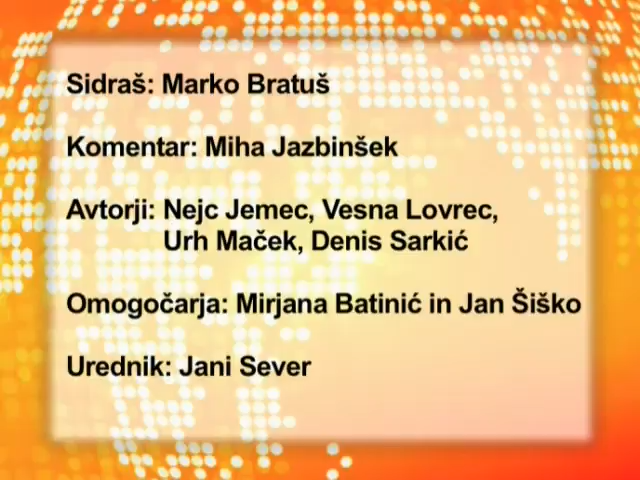 Sidraš: Marko Bratuš
Komentar: Miha Jazbinšek
Avtorji: Nejc Jemec, Vesna Lovrec,
Urh Maček, Denis Sarkić
Omogočarja: Mirjana Batinić in Jan Šiško
Urednik: Jani Sever